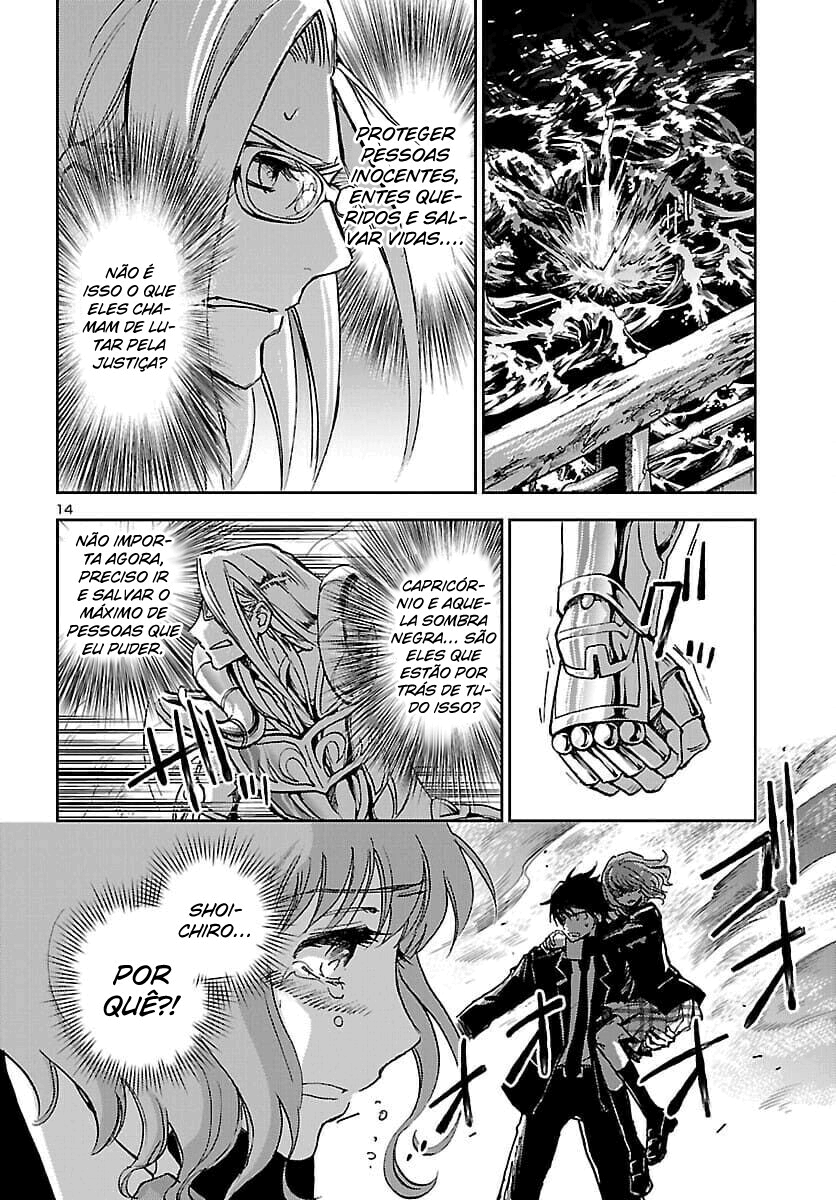 PROTEGER
PESSOAS
INOCENTES,
ENTES QUE-
RIDOS E SAL-
VAR VIDAS....
NÃO É
ISSO O QUE
ELES CHA-
MAM DE LU-
TAR PELA
JUSTIÇA?
14
CAPRICÓR-
NIO E AQUE-
LA SOMBRA
NEGRA... SÃO
ELES QUE
ESTÃO POR
TRÁS DE TU-
DO ISSO?
NÃO IMPOR-
TA AGORA,
PRECISO IR
E SALVAR O
MÁXIMO DE
PESSOAS QUE
EU PUDER.
SHOI-
CHIRO...
POR
QUÊ?!